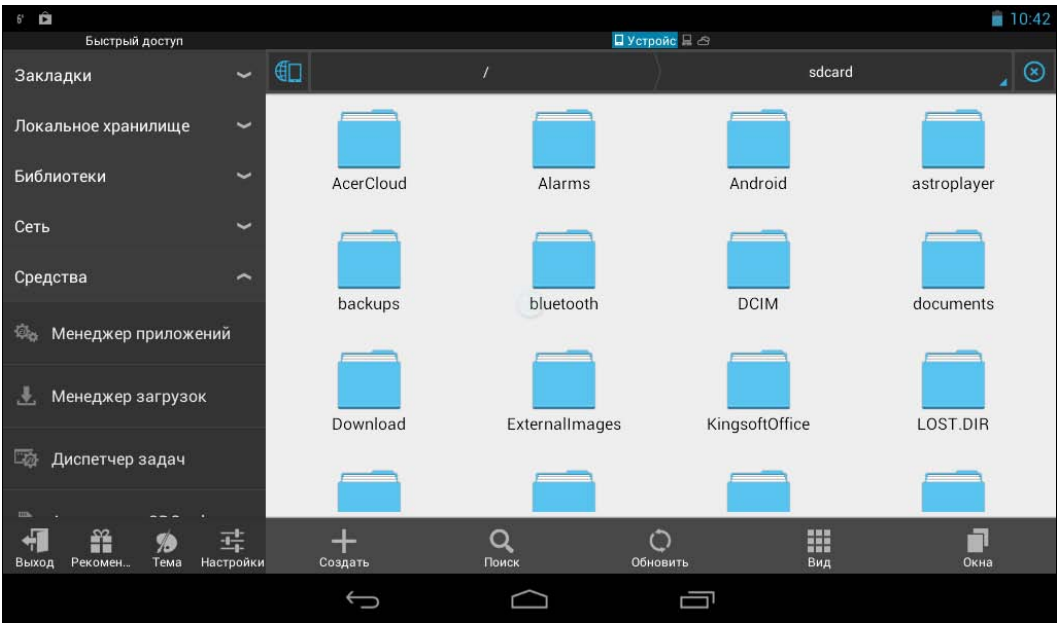 10:42
Быстрый доступ
Устройс
Закладки
/
sdcard
Локальное хранилище
Библиотеки
Сеть
Средства
Менеджер приложений
Менеджер загрузок
Диспетчер задач
AcerCloud
Alarms
Android
astroplayer
backups
bluetooth
DCIM
documents
Download
ExternalImages
KingsoftOffice
LOST.DIR
Выход
Рекомен...
Тема
Настройки
Создать
Поиск
Обновить
Вид
Окна